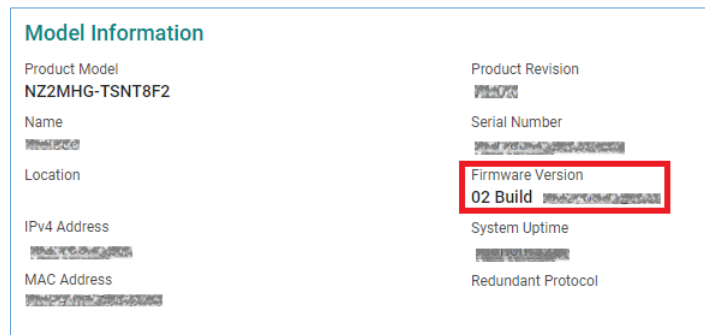 Model Information
Product Model
NZ2MHG-TSNT8F2
Name
Location
IPv4 Address
MAC Address
Product Revision
Serial Number
Firmware Version
02 Build
System Uptime
Redundant Protocol